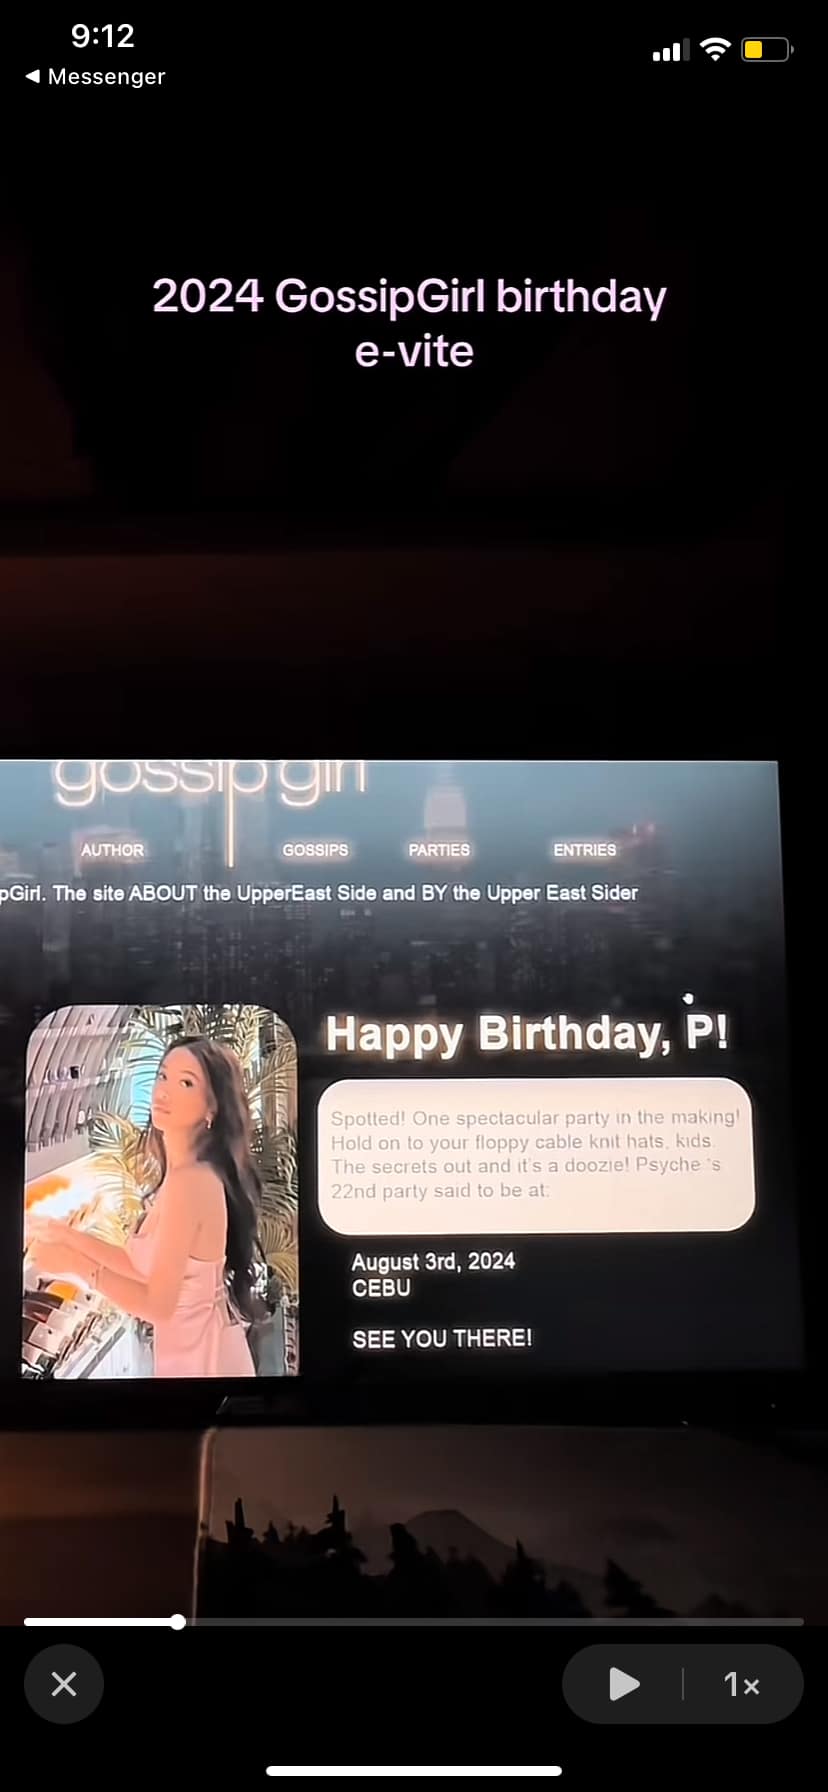 9:12
◀ Messenger
2024 GossipGirl birthday
e-vite
gossip girl
AUTHOR GOSSIPS PARTIES ENTRIES
pGirl. The site ABOUT the UpperEast Side and BY the Upper East Sider
Happy Birthday, P!
Spotted! One spectacular party in the making!
Hold on to your floppy cable knit hats, kids.
The secrets out and it's a doozie! Psyche 's
22nd party said to be at:
August 3rd, 2024
CEBU
SEE YOU THERE!
1×